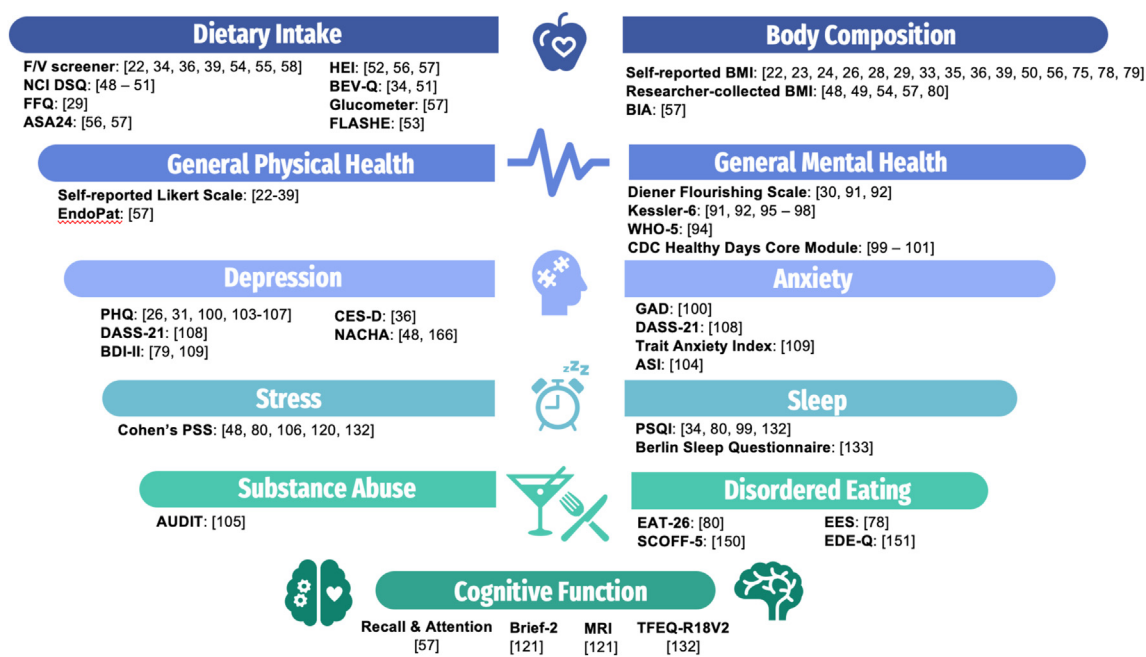 Dietary Intake
F/V screener: [22, 34, 36, 39, 54, 55, 58]
NCI DSQ: [48 – 51]
FFQ: [29]
ASA24: [56, 57]
HEI: [52, 56, 57]
BEV-Q: [34, 51]
Glucometer: [57]
FLASHE: [53]
Body Composition
Self-reported BMI: [22, 23, 24, 26, 28, 29, 33, 35, 36, 39, 50, 56, 75, 78, 79]
Researcher-collected BMI: [48, 49, 54, 57, 80]
BIA: [57]
General Physical Health
Self-reported Likert Scale: [22-39]
EndoPat: [57]
General Mental Health
Diener Flourishing Scale: [30, 91, 92]
Kessler-6: [91, 92, 95 – 98]
WHO-5: [94]
CDC Healthy Days Core Module: [99 – 101]
Depression
PHQ: [26, 31, 100, 103-107]
DASS-21: [108]
BDI-II: [79, 109]
CES-D: [36]
NACHA: [48, 166]
Anxiety
GAD: [100]
DASS-21: [108]
Trait Anxiety Index: [109]
ASI: [104]
zzZZ
Stress
Cohen's PSS: [48, 80, 106, 120, 132]
Sleep
PSQI: [34, 80, 99, 132]
Berlin Sleep Questionnaire: [133]
Substance Abuse
AUDIT: [105]
Disordered Eating
EAT-26: [80]
SCOFF-5: [150]
EES: [78]
EDE-Q: [151]
Cognitive Function
Recall & Attention
[57]
Brief-2
[121]
MRI
[121]
TFEQ-R18V2
[132]